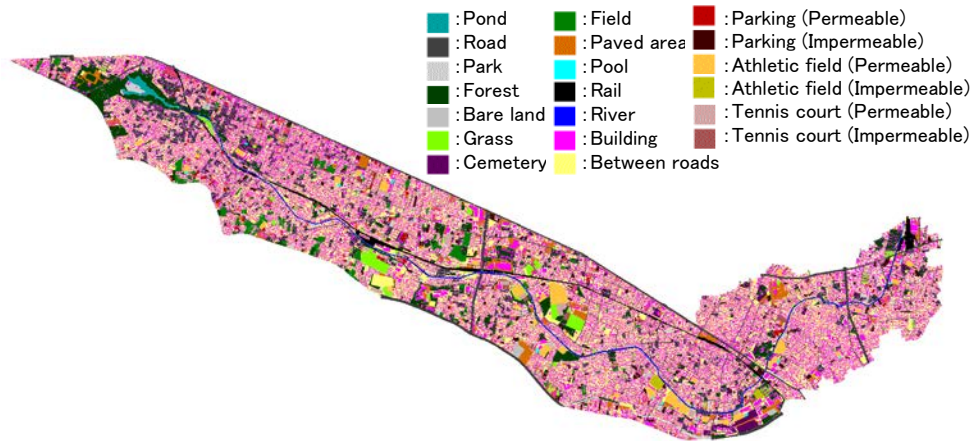 :Pond
:Road
:Park
:Forest
:Bare land
:Grass
:Cemetery
:Field
:Paved area
:Pool
:Rail
:River
:Building
:Between roads
:Parking (Permeable)
:Parking (Impermeable)
:Athletic field (Permeable)
:Athletic field (Impermeable)
:Tennis court (Permeable)
:Tennis court (Impermeable)